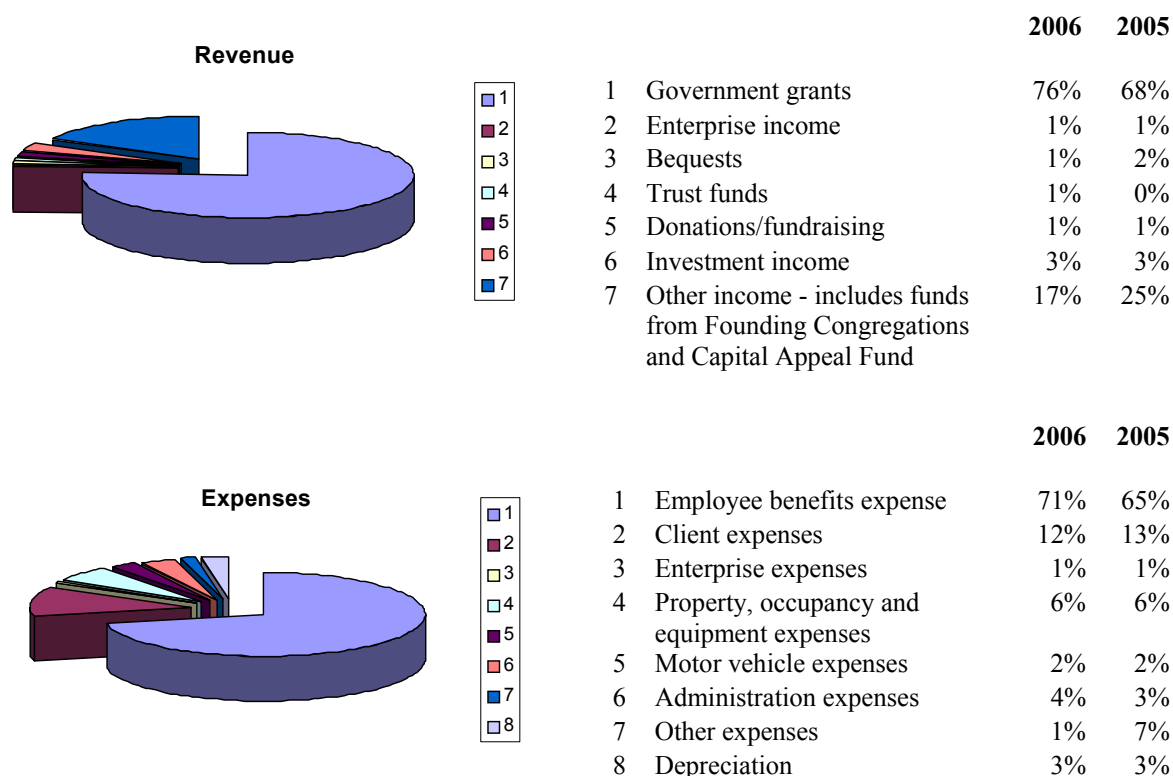 2006 2005
Revenue
1
2
3
4
5
6
7
1 Government grants 76% 68%
2 Enterprise income 1% 1%
3 Bequests 1% 2%
4 Trust funds 1% 0%
5 Donations/fundraising 1% 1%
6 Investment income 3% 3%
7 Other income - includes funds 17% 25%
from Founding Congregations
and Capital Appeal Fund
2006 2005
Expenses
1
2
3
4
5
6
7
8
1 Employee benefits expense 71% 65%
2 Client expenses 12% 13%
3 Enterprise expenses 1% 1%
4 Property, occupancy and 6% 6%
equipment expenses
5 Motor vehicle expenses 2% 2%
6 Administration expenses 4% 3%
7 Other expenses 1% 7%
8 Depreciation 3% 3%